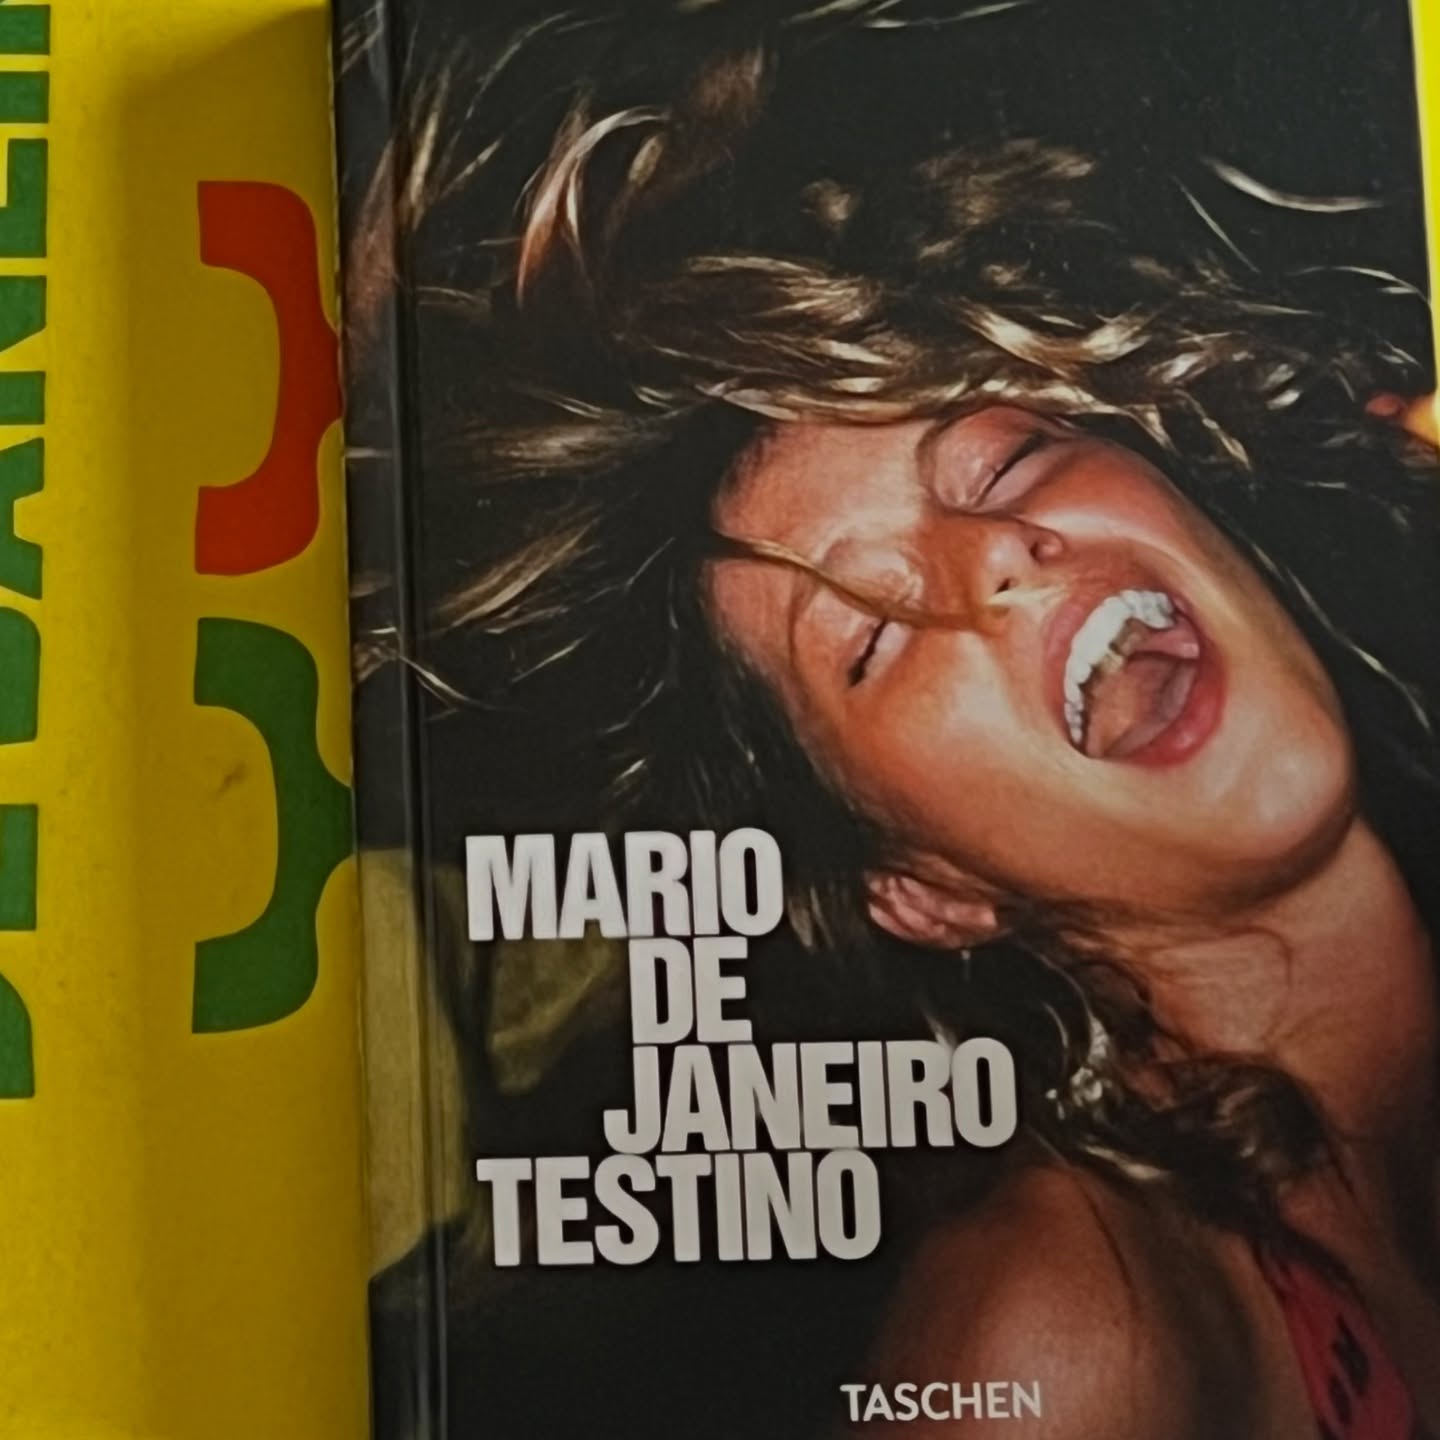 MARIO
DE
JANEIRO
TESTINO
TASCHEN